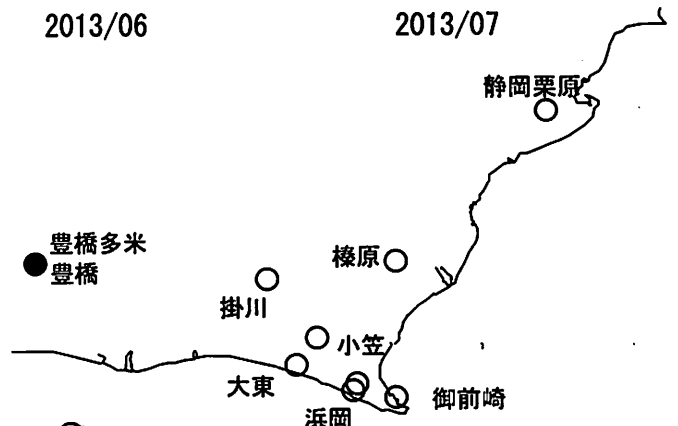 2013/06
2013/07
静岡栗原
豊橋多米
豊橋
榛原
掛川
小笠
大東
御前崎
浜岡